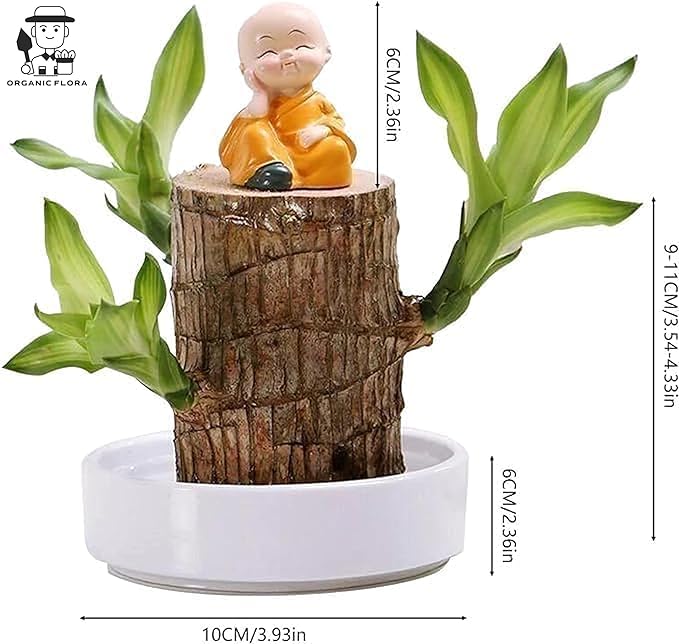 ORGANIC FLORA
6CM/2.36in
9-11CM/3.54-4.33in
6CM/2.36in
10CM/3.93in